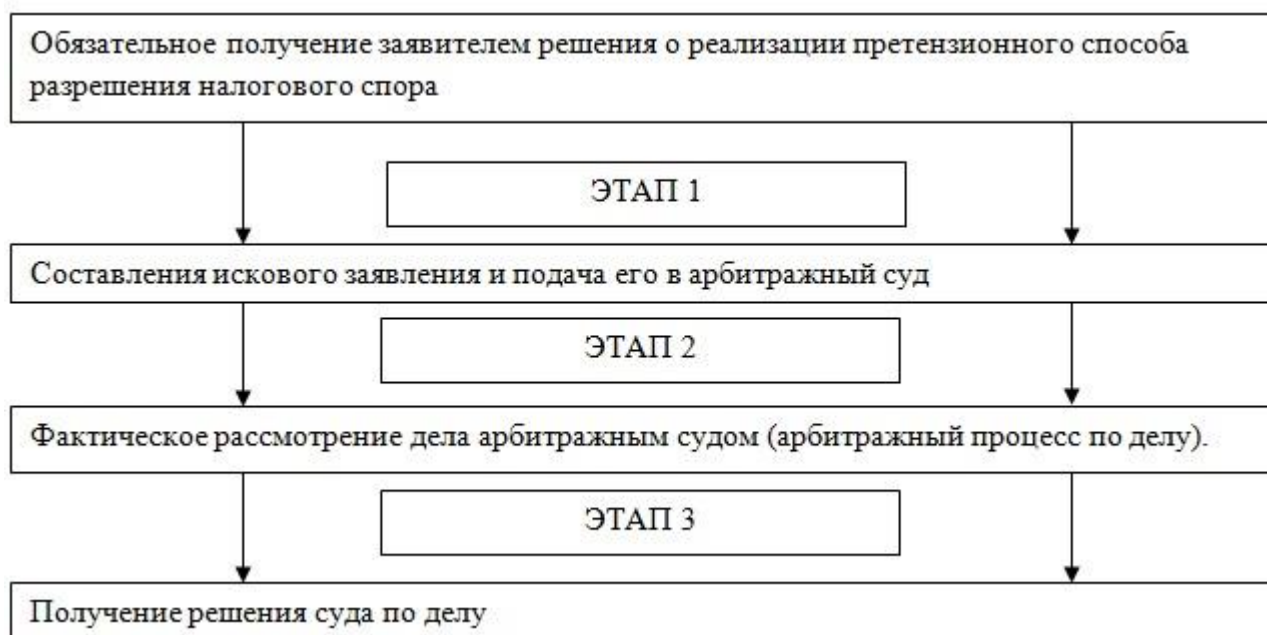 Обязательное получение заявителем решения о реализации претензионного способа
разрешения налогового спора
ЭТАП 1
Составления искового заявления и подача его в арбитражный суд
ЭТАП 2
Фактическое рассмотрение дела арбитражным судом (арбитражный процесс по делу).
ЭТАП 3
Получение решения суда по делу